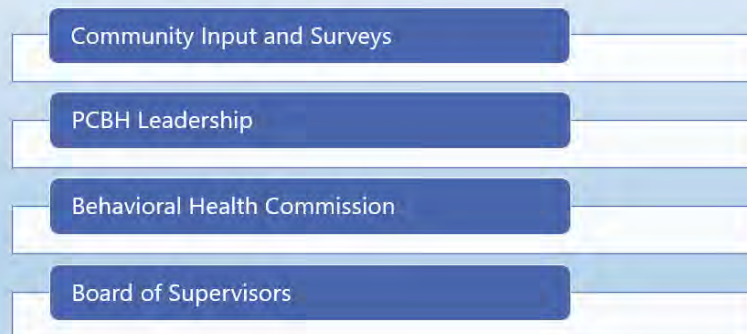 Community Input and Surveys
PCBH Leadership
Behavioral Health Commission
Board of Supervisors